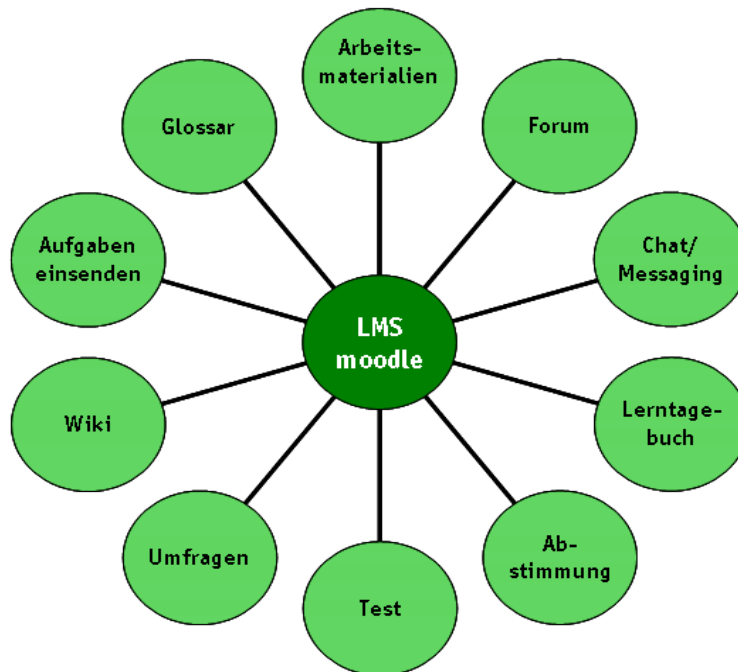 Arbeits-
materialien
Glossar
Forum
Aufgaben
einsenden
Chat/
Messaging
LMS
moodle
Wiki
Lerntage-
buch
Umfragen
Ab-
stimmung
Test